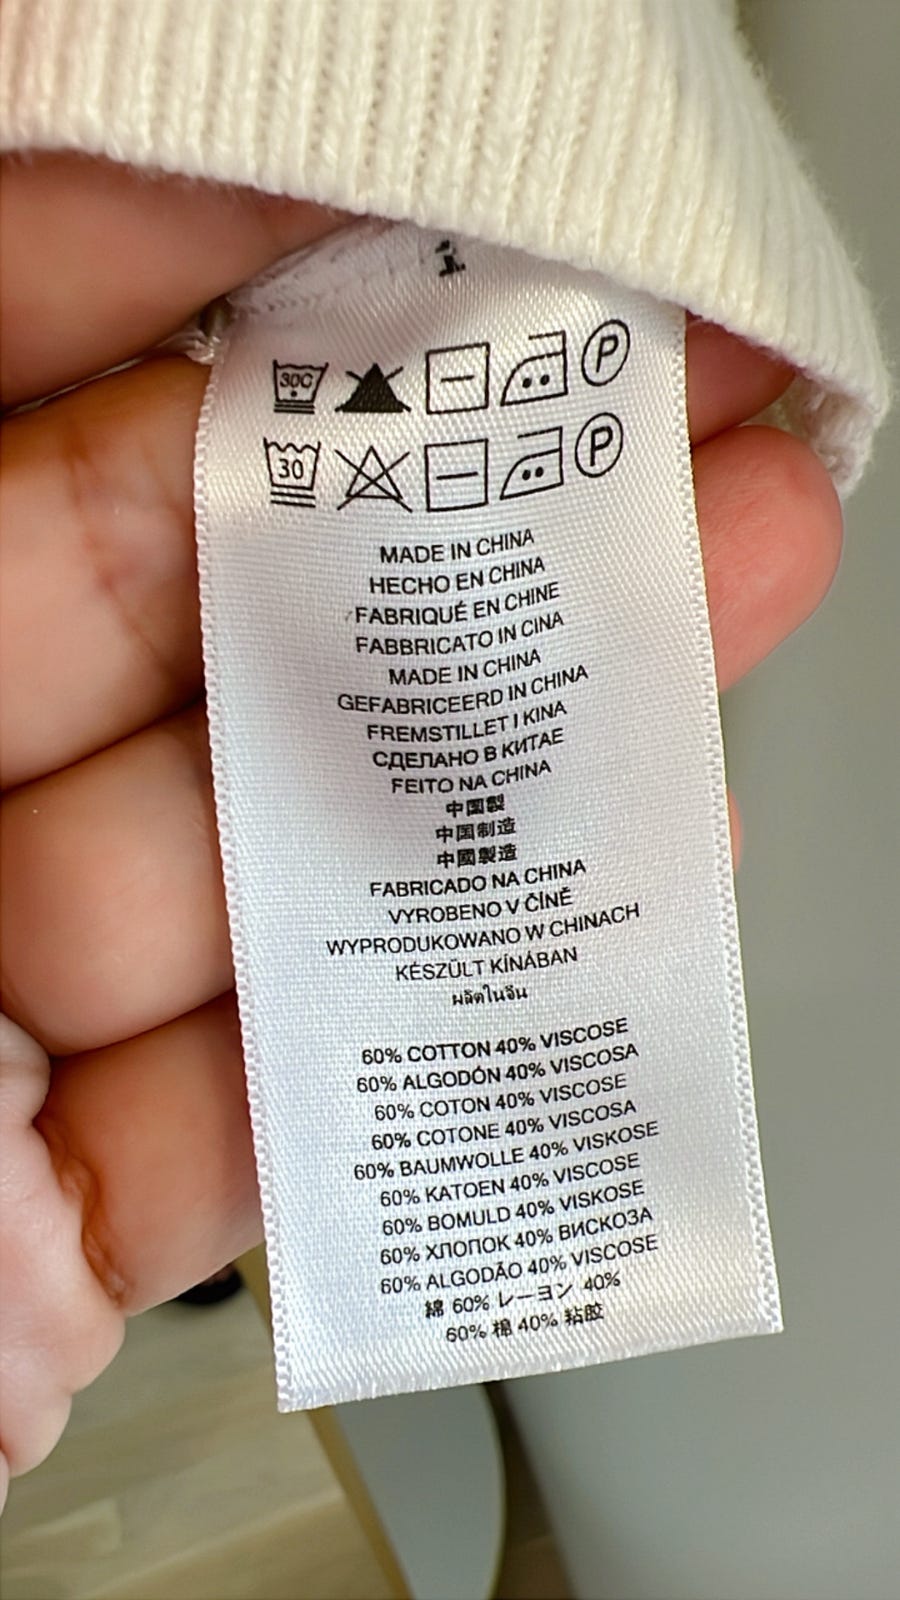 1
30C P
30 P
MADE IN CHINA
HECHO EN CHINA
FABRIQUÉ EN CHINE
FABBRICATO IN CINA
MADE IN CHINA
GEFABRICEERD IN CHINA
FREMSTILLET I KINA
СДЕЛАНО В КИТАЕ
FEITO NA CHINA
中国製
中国制造
中國製造
FABRICADO NA CHINA
VYROBENO V ČÍNĚ
WYPRODUKOWANO W CHINACH
KÉSZÜLT KÍNÁBAN
ผลิตในจีน
60% COTTON 40% VISCOSE
60% ALGODÓN 40% VISCOSA
60% COTON 40% VISCOSE
60% COTONE 40% VISCOSA
60% BAUMWOLLE 40% VISKOSE
60% KATOEN 40% VISCOSE
60% BOMULD 40% VISKOSE
60% ХЛОПОК 40% ВИСКОЗА
60% ALGODÃO 40% VISCOSE
綿 60% レーヨン 40%
60% 棉 40% 粘胶